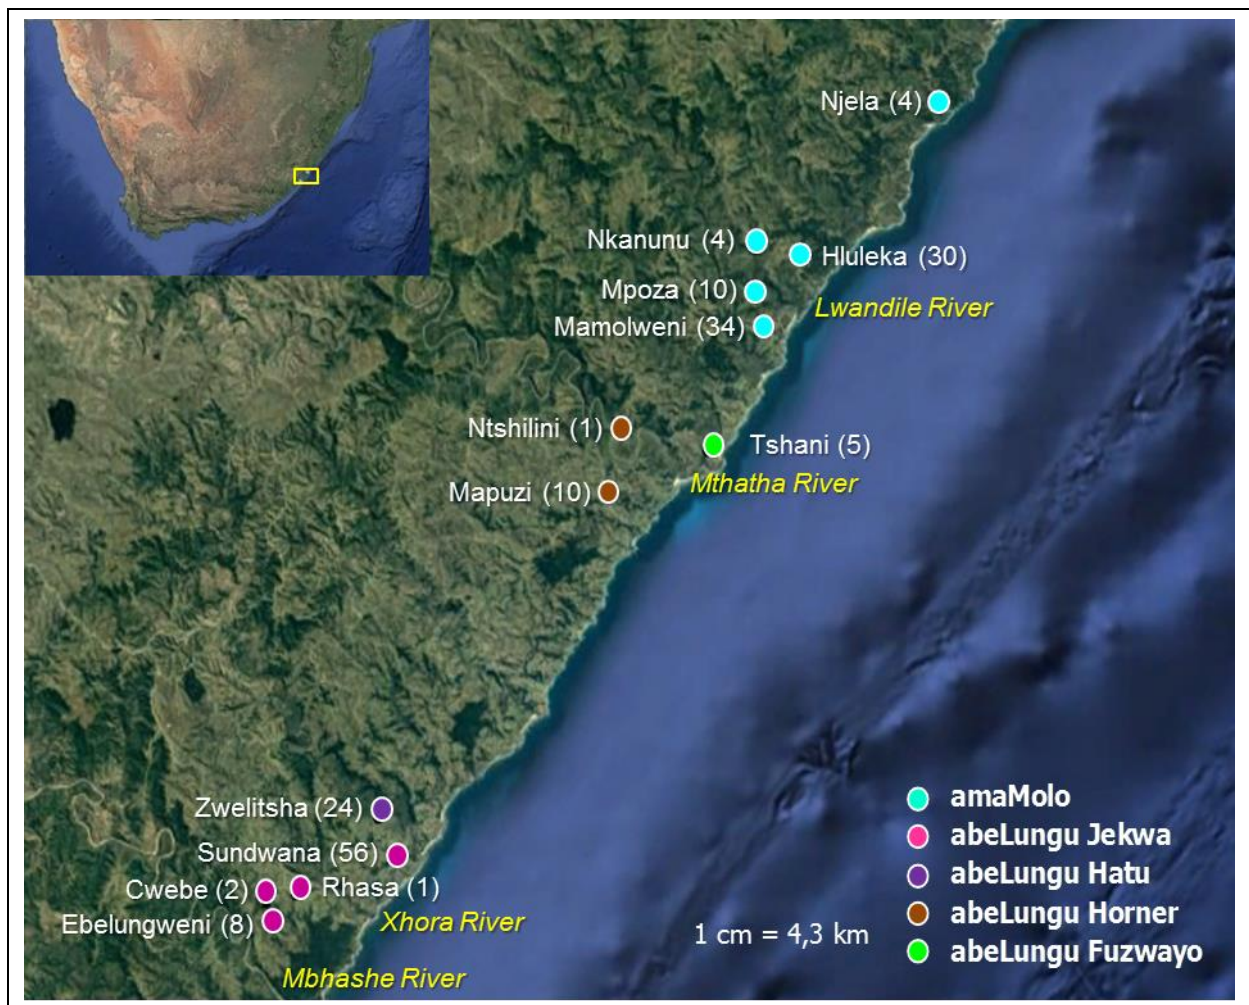 Njela (4)
Nkanunu (4)
Hluleka (30)
Mpoza (10)
Lwandile River
Mamolweni (34)
Ntshilini (1)
Tshani (5)
Mapuzi (10)
Mthatha River
Zwelitsha (24)
Sundwana (56)
Cwebe (2)
Rhasa (1)
Ebelungweni (8)
Xhora River
Mbhashe River
1 cm = 4,3 km
amaMolo
abeLungu Jekwa
abeLungu Hatu
abeLungu Horner
abeLungu Fuzwayo